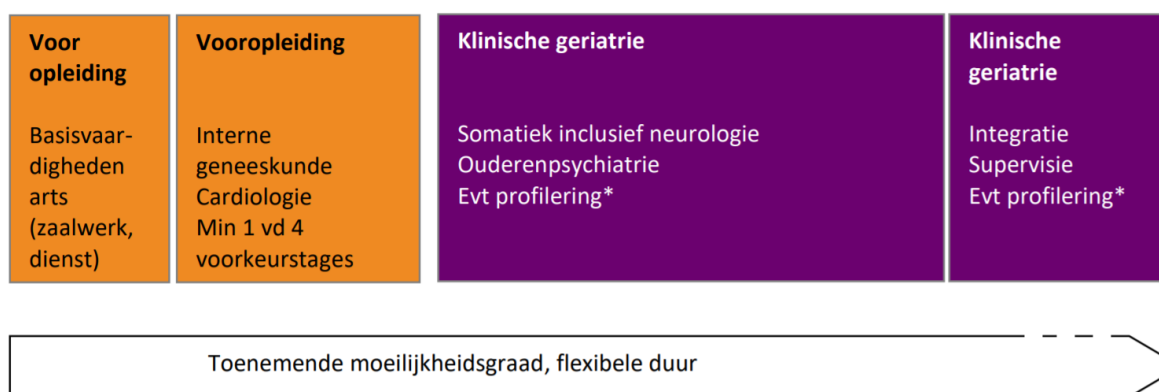 Voor
opleiding
Basisvaar-
digheden
arts
(zaalwerk,
dienst)
Vooropleiding
Interne
geneeskunde
Cardiologie
Min 1 vd 4
voorkeurstages
Klinische geriatrie
Somatiek inclusief neurologie
Ouderenpsychiatrie
Evt profilering*
Klinische
geriatrie
Integratie
Supervisie
Evt profilering*
Toenemende moeilijkheidsgraad, flexibele duur